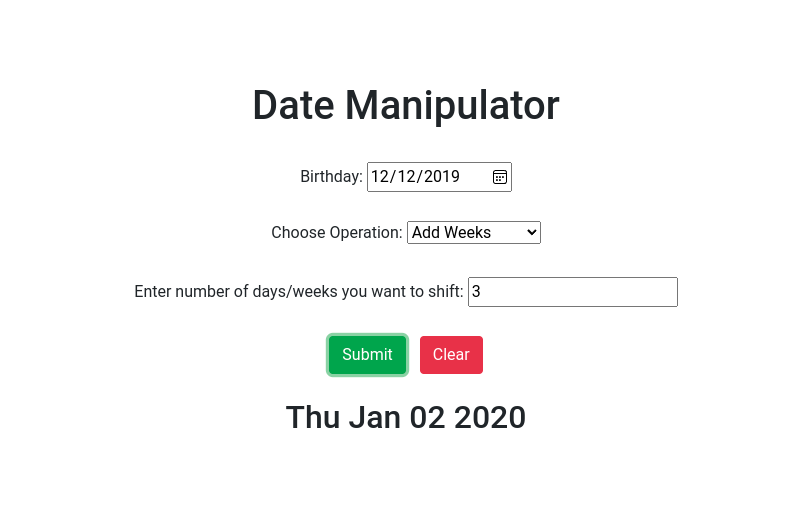 Date Manipulator
Birthday: 12/12/2019
Choose Operation: Add Weeks
Enter number of days/weeks you want to shift: 3
Submit Clear
Thu Jan 02 2020